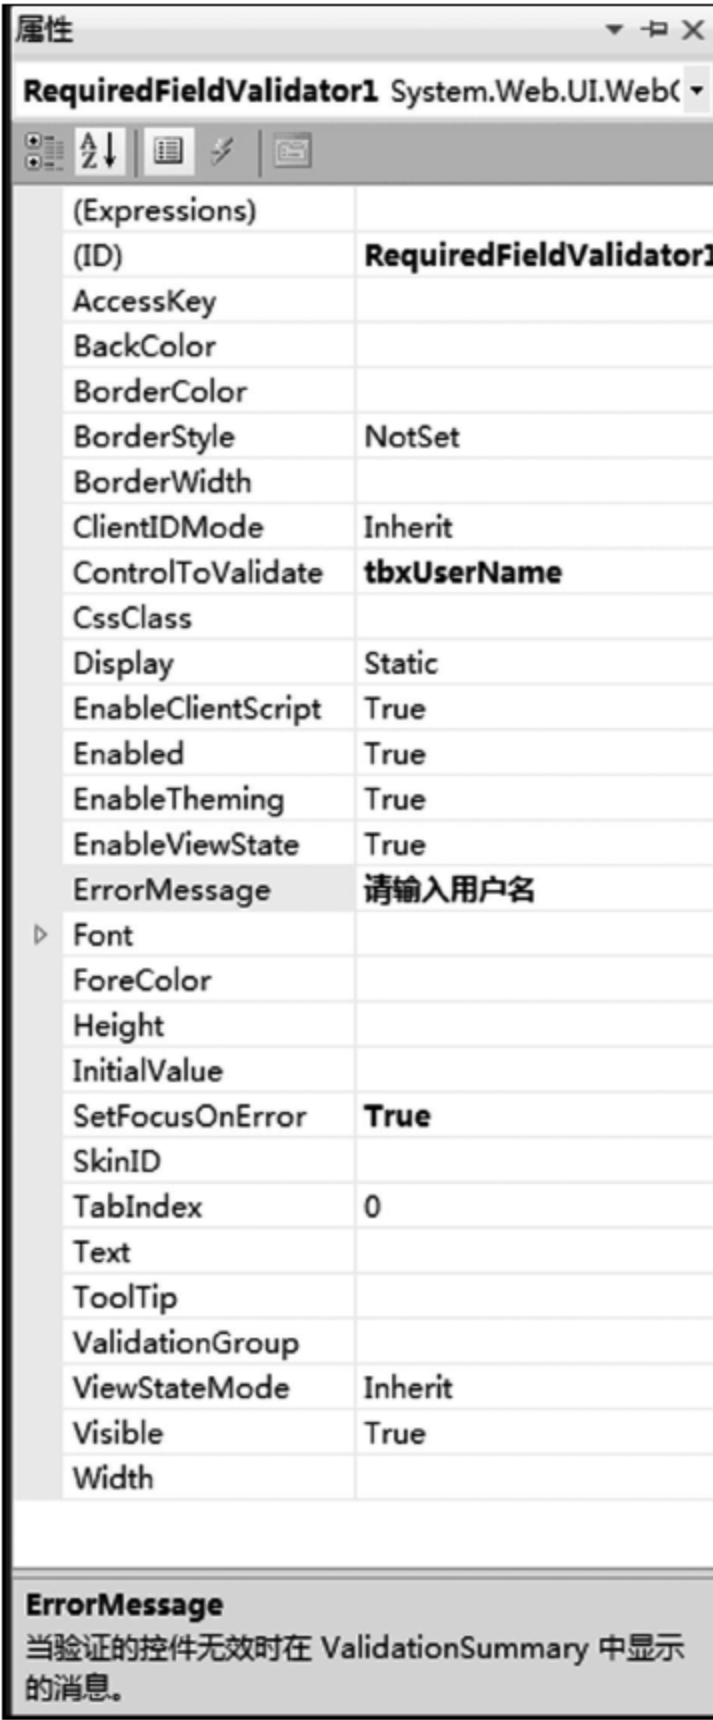 属性
RequiredFieldValidator1 System.Web.UI.WebC
(Expressions)
(ID) RequiredFieldValidator1
AccessKey
BackColor
BorderColor
BorderStyle NotSet
BorderWidth
ClientIDMode Inherit
ControlToValidate tbxUserName
CssClass
Display Static
EnableClientScript True
Enabled True
EnableTheming True
EnableViewState True
ErrorMessage 请输入用户名
Font
ForeColor
Height
InitialValue
SetFocusOnError True
SkinID
TabIndex 0
Text
ToolTip
ValidationGroup
ViewStateMode Inherit
Visible True
Width
ErrorMessage
当验证的控件无效时在 ValidationSummary 中显示
的消息。